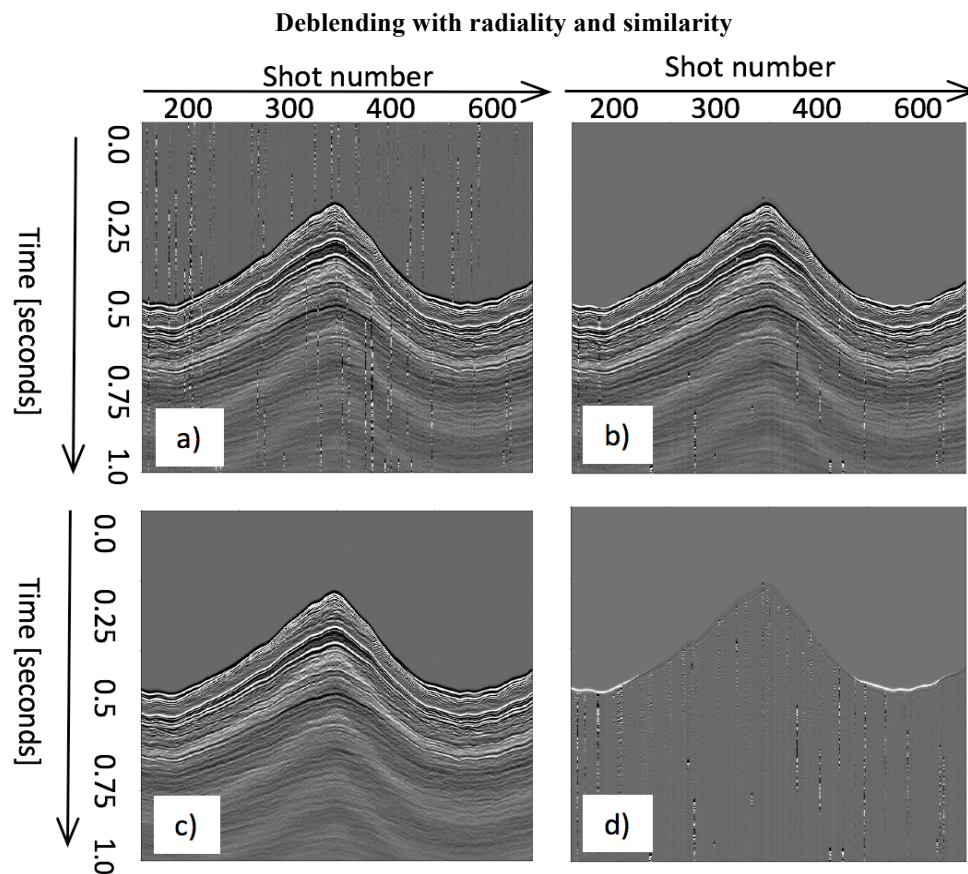 Deblending with radiality and similarity
Shot number
Shot number
200 300 400 600
200 300 400 600
0.0
0.25
0.5
0.75
1.0
Time [seconds]
a)
b)
0.0
0.25
0.5
0.75
1.0
Time [seconds]
c)
d)